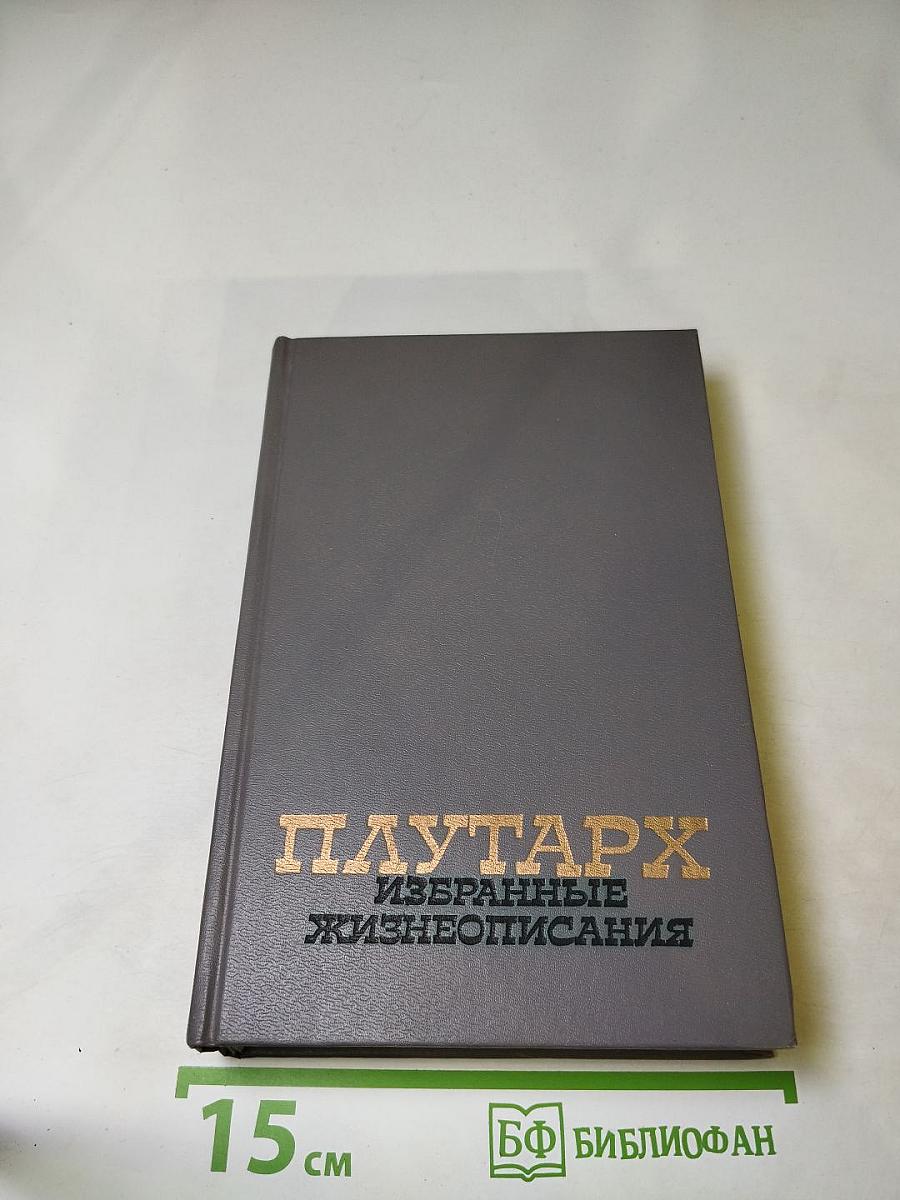 ПЛУТАРХ
ИЗБРАННЫЕ
ЖИЗНЕОПИСАНИЯ
15 см
БФ БИБЛИОФАН